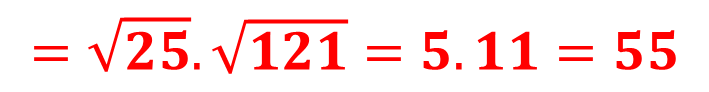 = √25.√121 = 5.11 = 55